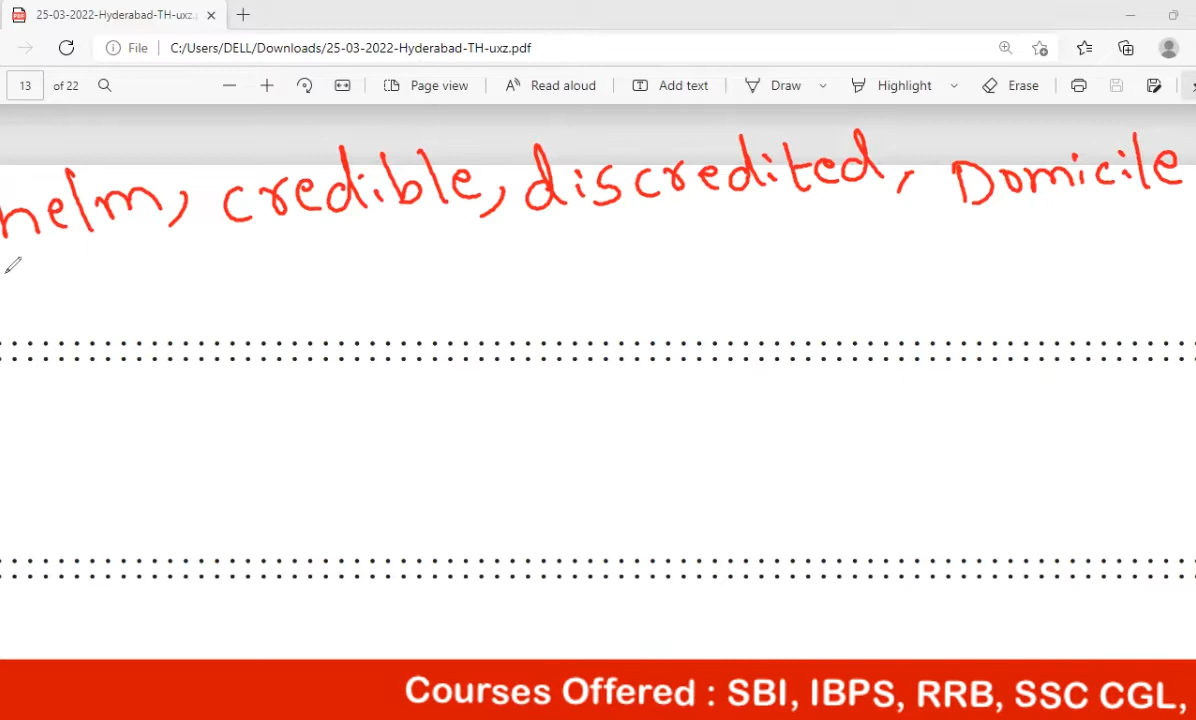 25-03-2022-Hyderabad-TH-uxz.
File C:/Users/DELL/Downloads/25-03-2022-Hyderabad-TH-uxz.pdf
13 of 22 Page view Read aloud Add text Draw Highlight Erase
helm, credible, discredited, Domicile
Courses Offered : SBI, IBPS, RRB, SSC CGL,